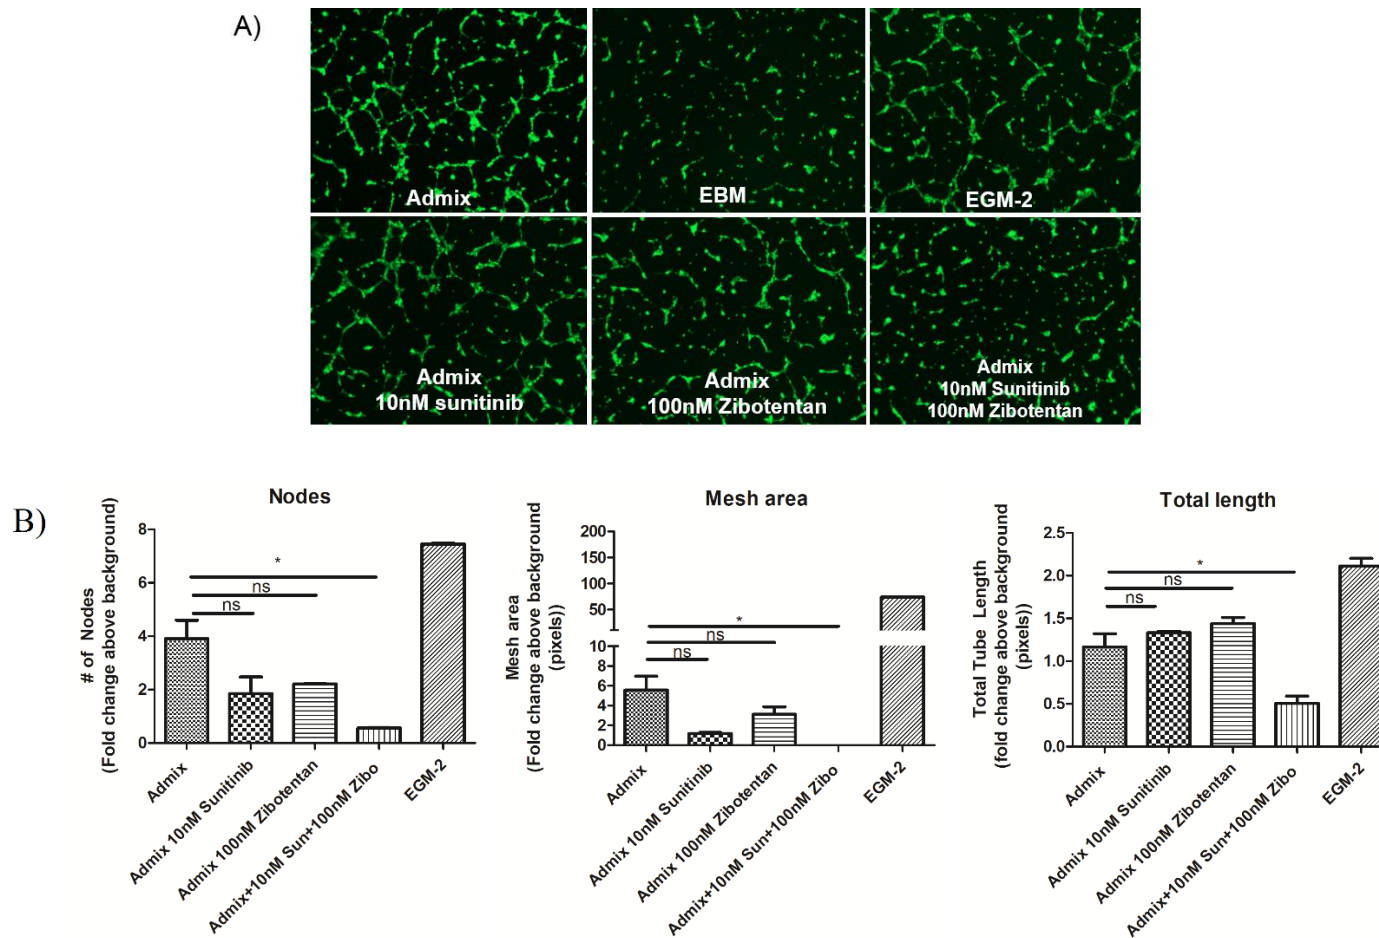 A)
Admix
EBM
EGM-2
Admix
10nM sunitinib
Admix
100nM Zibotentan
Admix
10nM Sunitinib
100nM Zibotentan
B)
Nodes
# of Nodes
(Fold change above background)
8
6
4
2
0
*
ns
ns
Admix
Admix 10nM Sunitinib
Admix 100nM Zibotentan
Admix+10nM Sun+100nM Zibo
EGM-2
Mesh area
Mesh area
(Fold change above background
(pixels))
200
150
100
50
10
8
6
4
2
0
*
ns
ns
Admix
Admix 10nM Sunitinib
Admix 100nM Zibotentan
Admix+10nM Sun+100nM Zibo
EGM-2
Total length
Total Tube Length
(fold change above background
(pixels))
2.5
2.0
1.5
1.0
0.5
0.0
*
ns
ns
Admix
Admix 10nM Sunitinib
Admix 100nM Zibotentan
Admix+10nM Sun+100nM Zibo
EGM-2